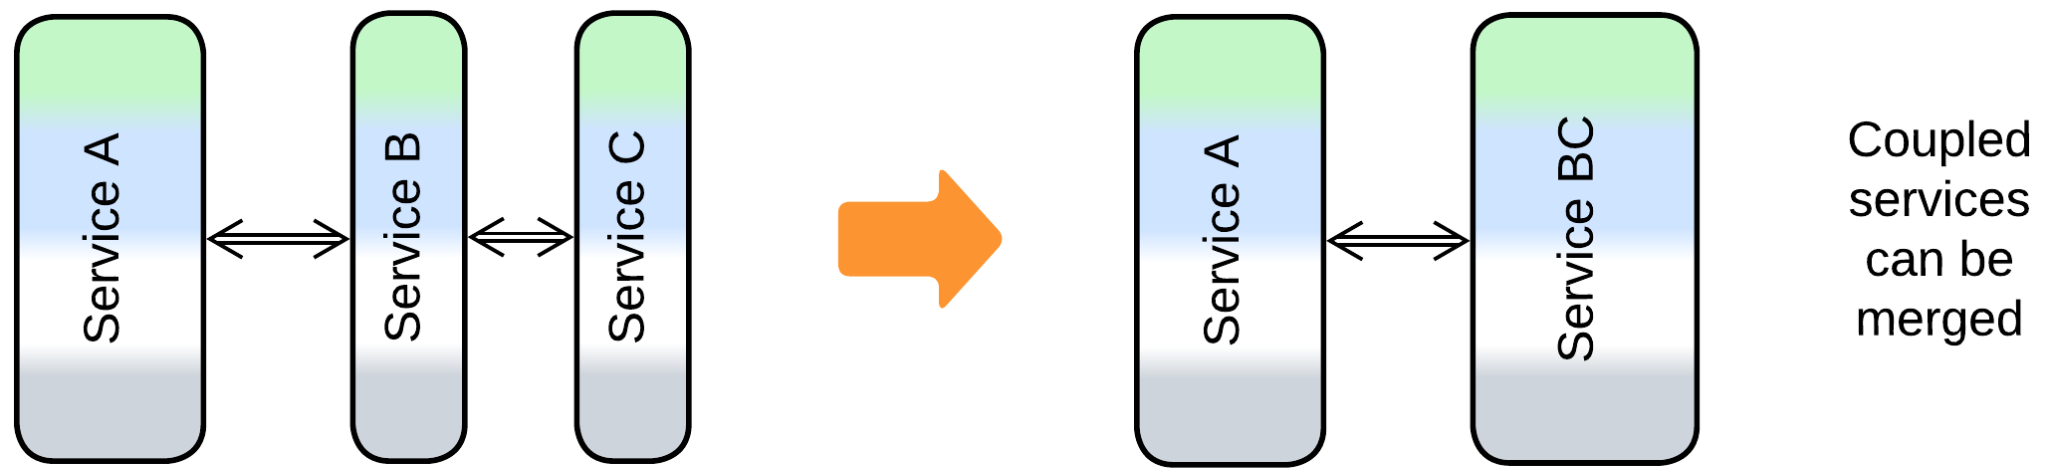 Service A
Service B
Service C
Service A
Service BC
Coupled
services
can be
merged